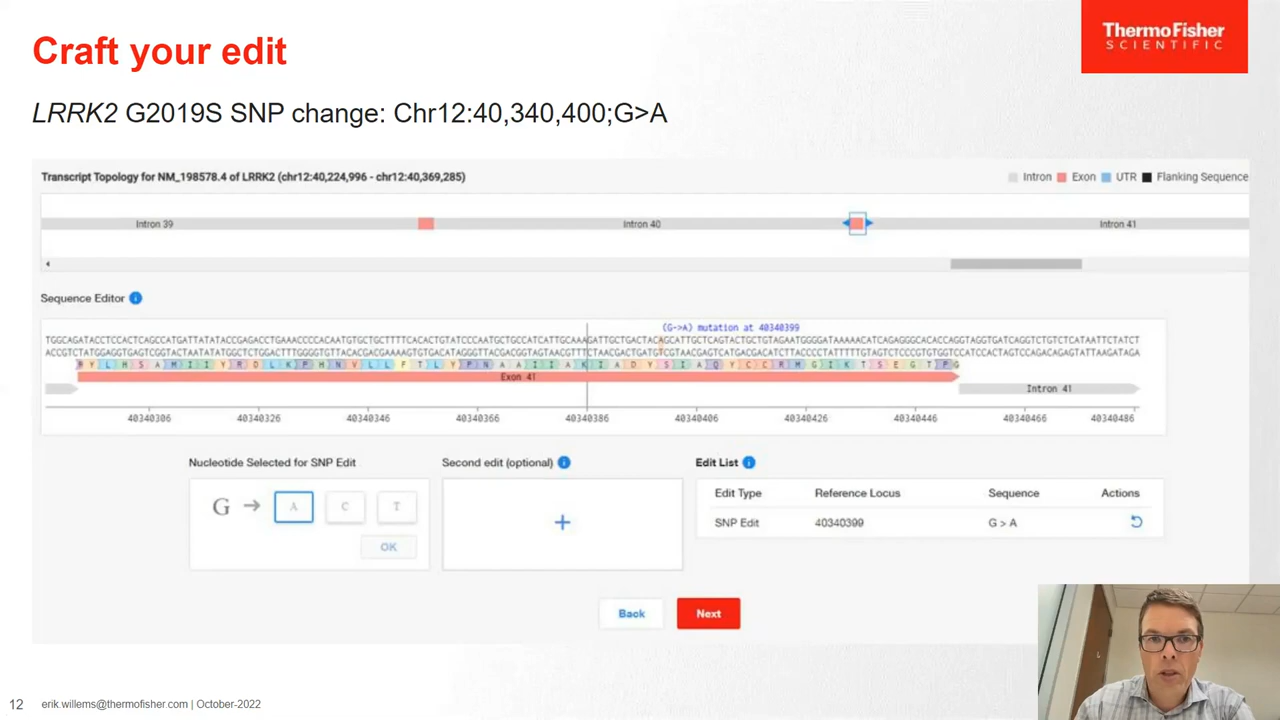 Craft your edit
ThermoFisher
SCIENTIFIC
LRRK2 G2019S SNP change: Chr12:40,340,400;G>A
Transcript Topology for NM_198578.4 of LRRK2 (chr12:40,224,996 - chr12:40,369,285)
Intron Exon UTR Flanking Sequence
Intron 39 Intron 40 Intron 41
Sequence Editor
(G->A) mutation at 40340399
Exon 41
Intron 41
40340306 40340326 40340346 40340366 40340386 40340406 40340426 40340446 40340466 40340486
Nucleotide Selected for SNP Edit
Second edit (optional)
Edit List
Edit Type Reference Locus Sequence Actions
G → A C T
SNP Edit 40340399 G > A
OK
Back Next
12 erik.willems@thermofisher.com | October-2022